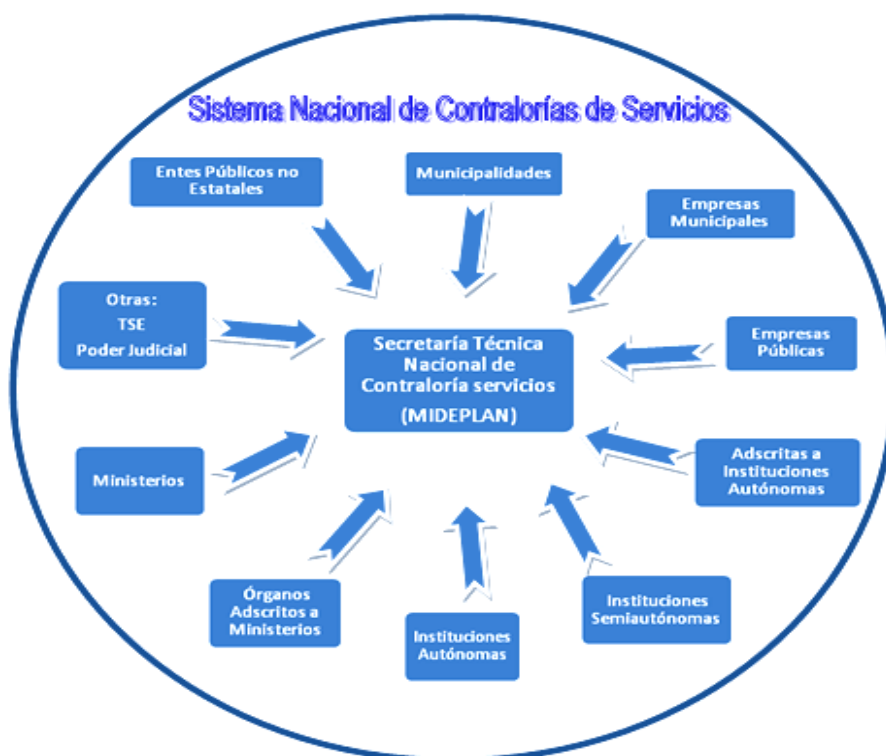 Sistema Nacional de Contralorías de Servicios
Entes Públicos no
Estatales
Municipalidades
Empresas
Municipales
Otras:
TSE
Poder Judicial
Secretaría Técnica
Nacional de
Contraloría servicios
(MIDEPLAN)
Empresas
Públicas
Ministerios
Adscritas a
Instituciones
Autónomas
Órganos
Adscritos a
Ministerios
Instituciones
Autónomas
Instituciones
Semiautónomas